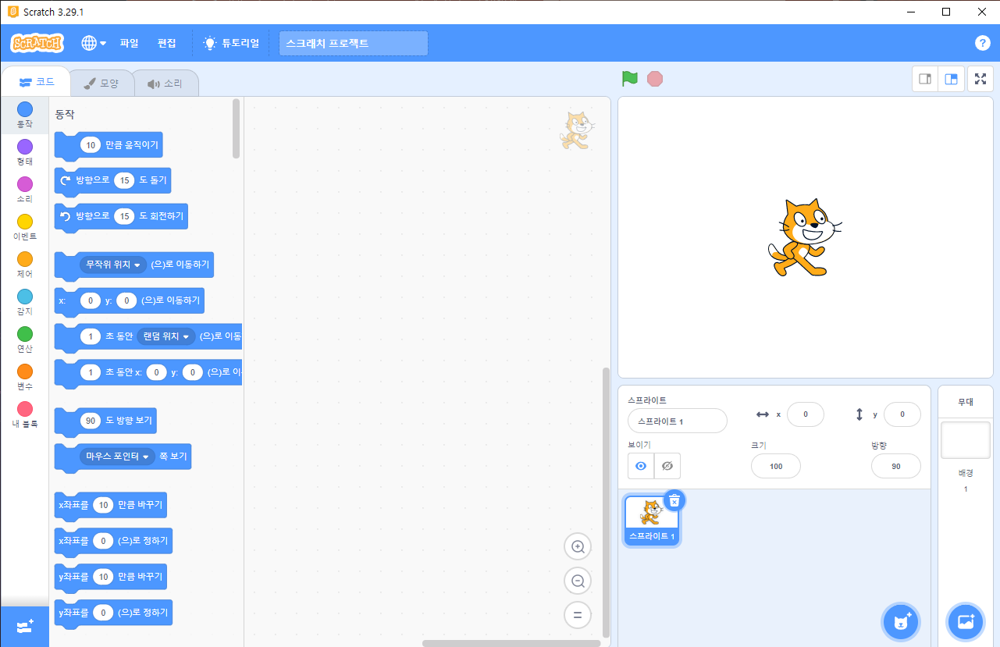 Scratch 3.29.1
SCRATCH
파일
편집
튜토리얼
스크래치 프로젝트
?
코드
모양
소리
동작
형태
소리
이벤트
제어
감지
연산
변수
내 블록
동작
10 만큼 움직이기
방향으로 15 도 돌기
방향으로 15 도 회전하기
무작위 위치 (으)로 이동하기
x: 0 y: 0 (으)로 이동하기
1 초 동안 랜덤 위치 (으)로 이동
1 초 동안 x: 0 y: 0 (으)로 이
90 도 방향 보기
마우스 포인터 쪽 보기
x좌표를 10 만큼 바꾸기
x좌표를 0 (으)로 정하기
y좌표를 10 만큼 바꾸기
y좌표를 0 (으)로 정하기
스프라이트
스프라이트 1
x 0
y 0
보이기
크기
100
방향
90
스프라이트 1
무대
배경
1